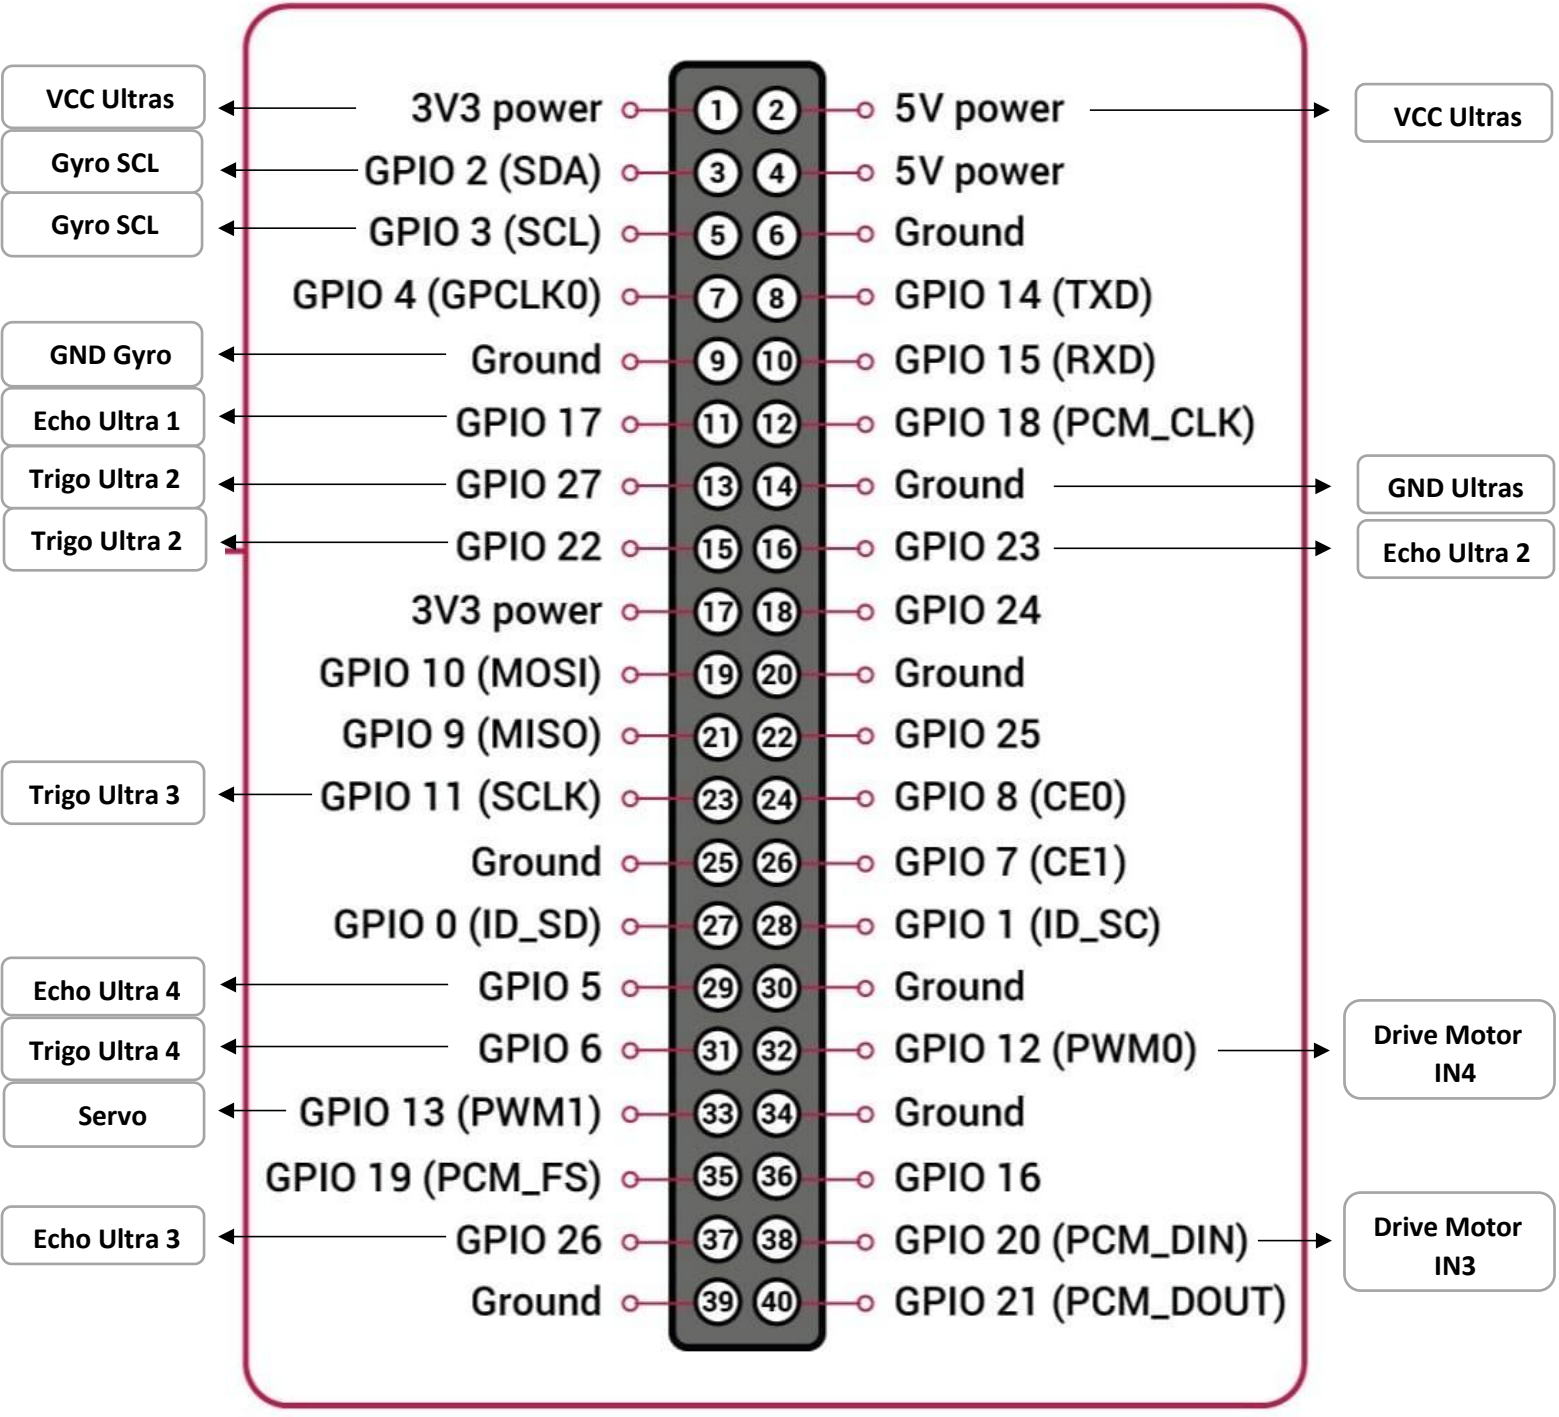 VCC Ultras 3V3 power 1 2 5V power VCC Ultras
Gyro SCL GPIO 2 (SDA) 3 4 5V power
Gyro SCL GPIO 3 (SCL) 5 6 Ground
GPIO 4 (GPCLK0) 7 8 GPIO 14 (TXD)
GND Gyro Ground 9 10 GPIO 15 (RXD)
Echo Ultra 1 GPIO 17 11 12 GPIO 18 (PCM_CLK)
Trigo Ultra 2 GPIO 27 13 14 Ground GND Ultras
Trigo Ultra 2 GPIO 22 15 16 GPIO 23 Echo Ultra 2
3V3 power 17 18 GPIO 24
GPIO 10 (MOSI) 19 20 Ground
GPIO 9 (MISO) 21 22 GPIO 25
Trigo Ultra 3 GPIO 11 (SCLK) 23 24 GPIO 8 (CE0)
Ground 25 26 GPIO 7 (CE1)
GPIO 0 (ID_SD) 27 28 GPIO 1 (ID_SC)
Echo Ultra 4 GPIO 5 29 30 Ground
Trigo Ultra 4 GPIO 6 31 32 GPIO 12 (PWM0) Drive Motor
IN4
Servo GPIO 13 (PWM1) 33 34 Ground
GPIO 19 (PCM_FS) 35 36 GPIO 16
Echo Ultra 3 GPIO 26 37 38 GPIO 20 (PCM_DIN) Drive Motor
IN3
Ground 39 40 GPIO 21 (PCM_DOUT)